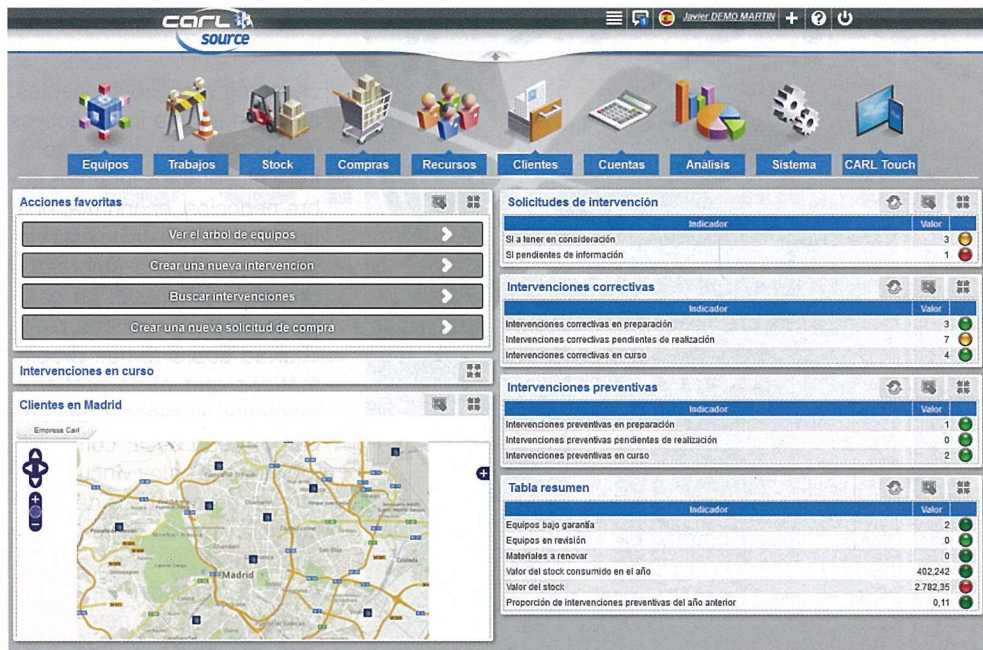 CARL
source
Javier DEMO MARTIN
Equipos
Trabajos
Stock
Compras
Recursos
Clientes
Cuentas
Análisis
Sistema
CARL Touch
Acciones favoritas
Ver el árbol de equipos
Crear una nueva intervencion
Buscar intervenciones
Crear una nueva solicitud de compra
Intervenciones en curso
Clientes en Madrid
Empresa Carl
Madrid
Solicitudes de intervención
Indicador Valor
SI a tener en consideración 3
SI pendientes de información 1
Intervenciones correctivas
Indicador Valor
Intervenciones correctivas en preparación 3
Intervenciones correctivas pendientes de realización 7
Intervenciones correctivas en curso 4
Intervenciones preventivas
Indicador Valor
Intervenciones preventivas en preparación 1
Intervenciones preventivas pendientes de realización 0
Intervenciones preventivas en curso 2
Tabla resumen
Indicador Valor
Equipos bajo garantía 2
Equipos en revisión 0
Materiales a renovar 0
Valor del stock consumido en el año 402,242
Valor del stock 2.782,35
Proporción de intervenciones preventivas del año anterior 0,11